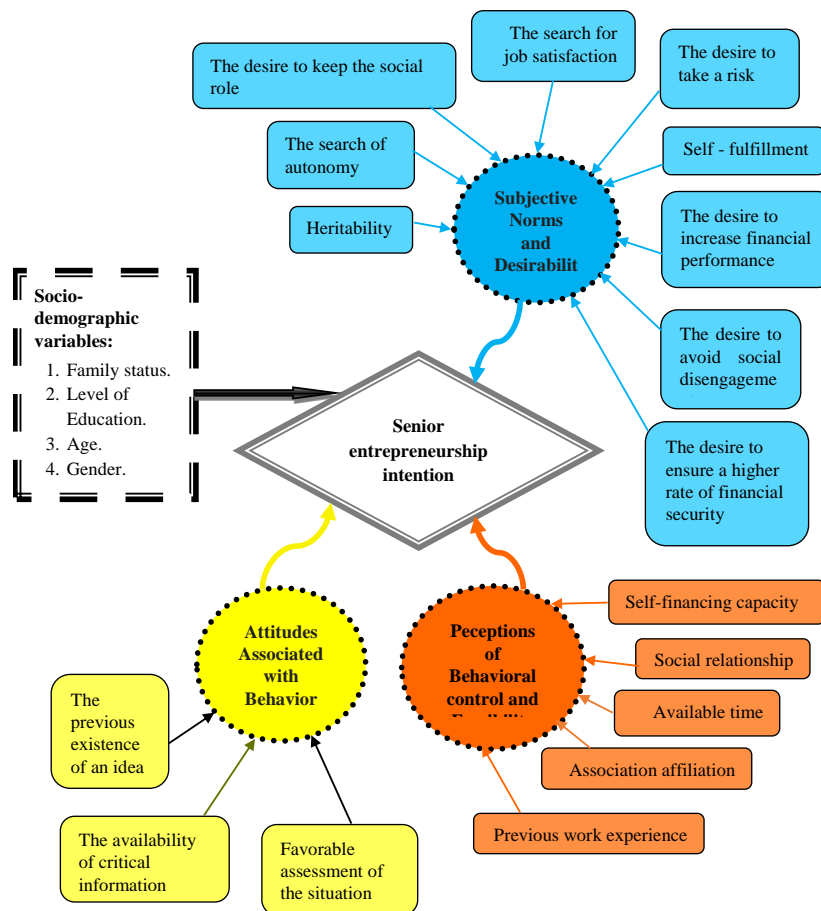 The search for
job satisfaction
The desire to keep the social
role
The desire to
take a risk
The search of
autonomy
Self - fulfillment
Heritability
Subjective
Norms
and
Desirabilit
The desire to
increase financial
performance
The desire to
avoid social
disengageme
The desire to
ensure a higher
rate of financial
security
Socio-
demographic
variables:
1. Family status.
2. Level of
Education.
3. Age.
4. Gender.
Senior
entrepreneurship
intention
Attitudes
Associated
with
Behavior
Peceptions
of
Behavioral
control and
Self-financing capacity
Social relationship
Available time
Association affiliation
Previous work experience
The
previous
existence
of an idea
The availability
of critical
information
Favorable
assessment of
the situation